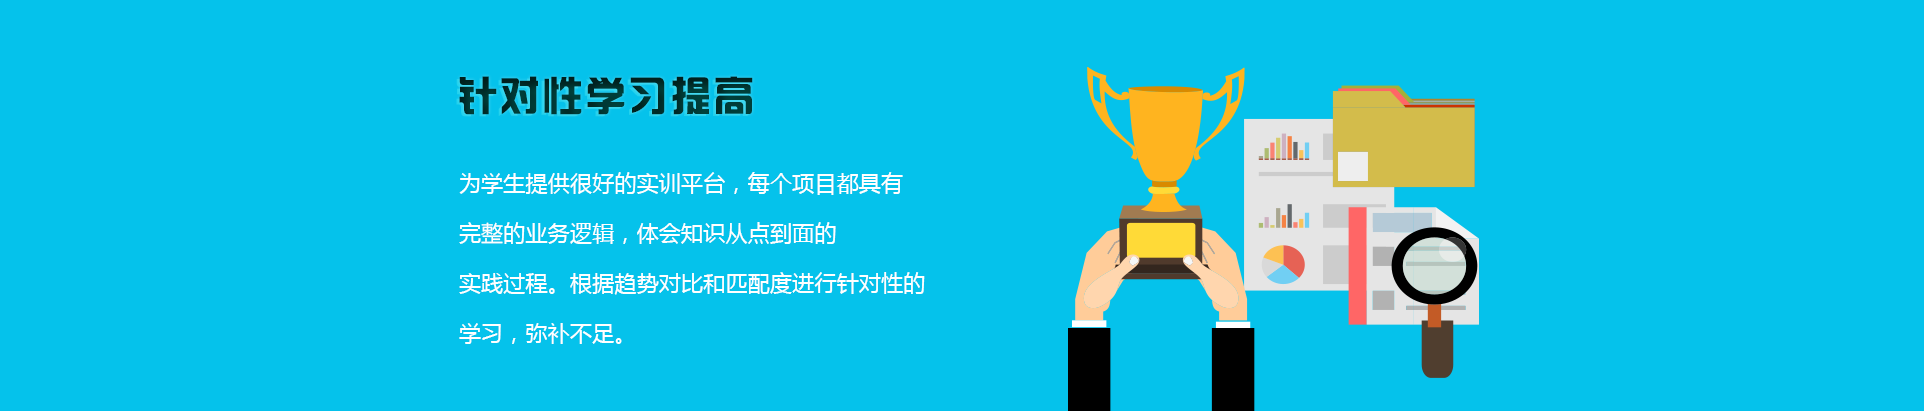 针对性学习提高
为学生提供很好的实训平台，每个项目都具有
完整的业务逻辑，体会知识从点到面的
实践过程。根据趋势对比和匹配度进行针对性的
学习，弥补不足。